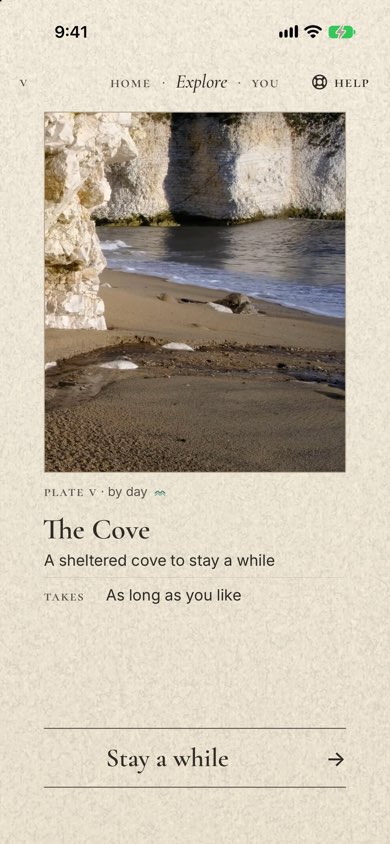 9:41
V HOME · Explore · YOU HELP
PLATE V · by day
The Cove
A sheltered cove to stay a while
TAKES As long as you like
Stay a while →